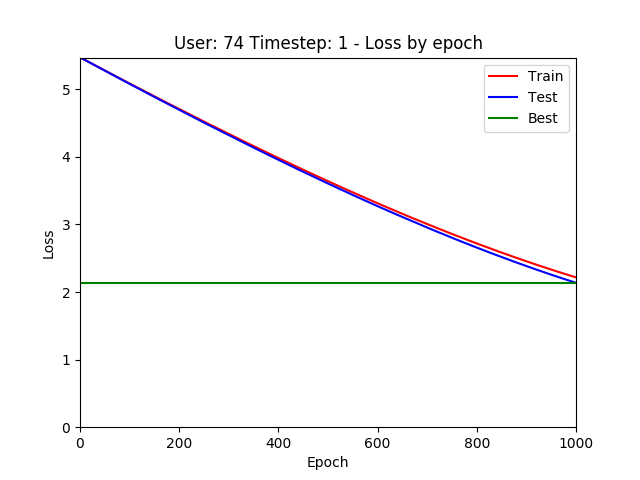 User: 74 Timestep: 1 - Loss by epoch
Train
Test
Best
5
4
3
2
1
0
Loss
0 200 400 600 800 1000
Epoch